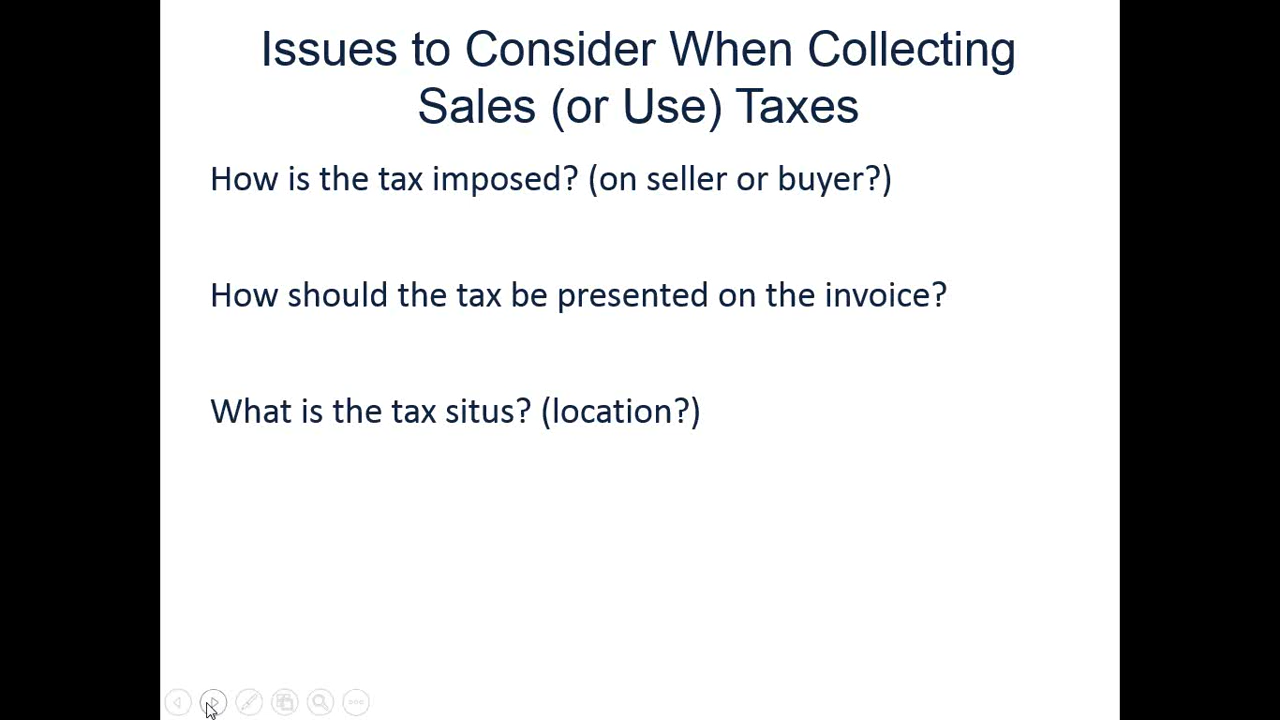 Issues to Consider When Collecting
Sales (or Use) Taxes
How is the tax imposed? (on seller or buyer?)
How should the tax be presented on the invoice?
What is the tax situs? (location?)